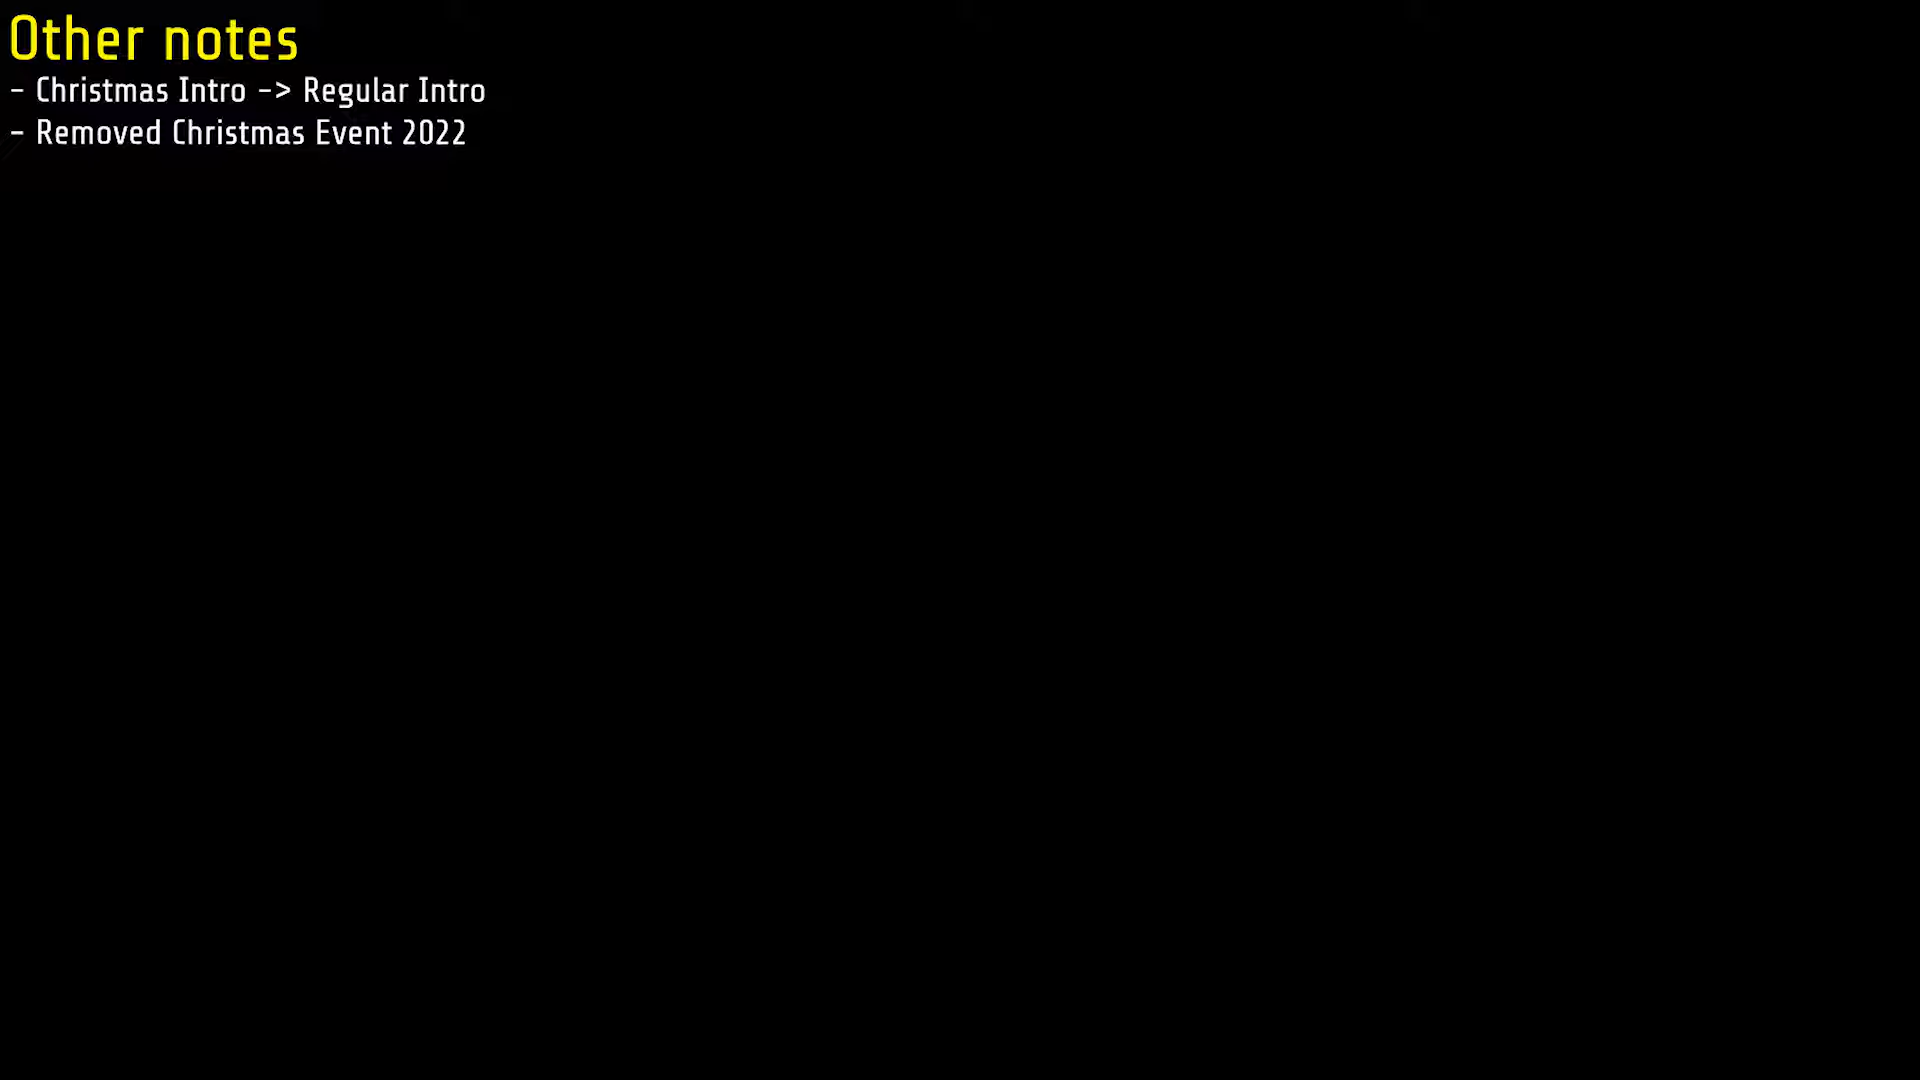 Other notes
- Christmas Intro -> Regular Intro
- Removed Christmas Event 2022